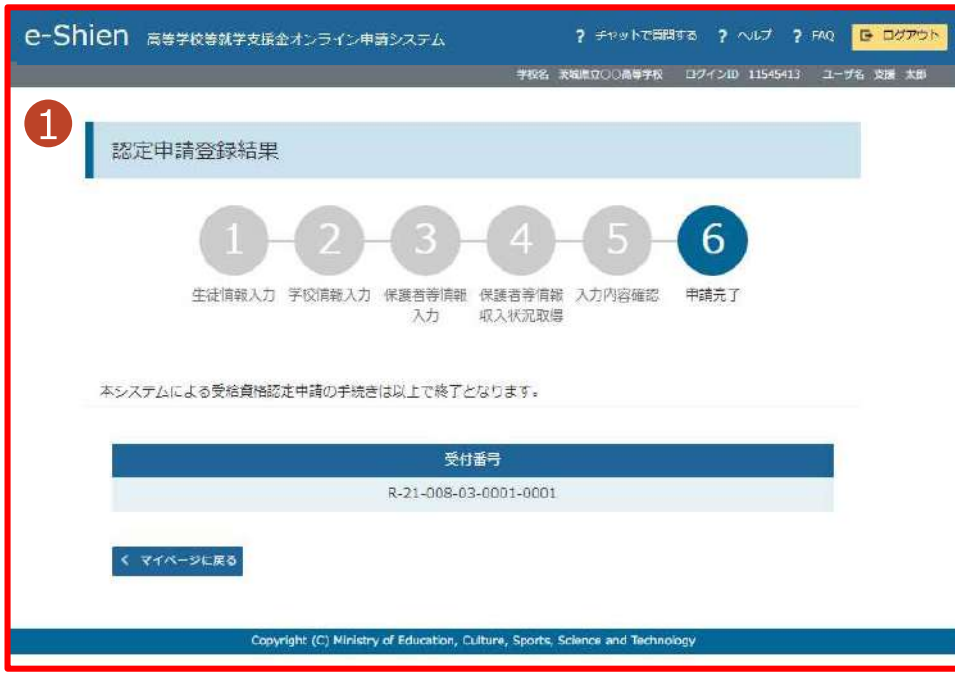 e-Shien 高等学校等就学支援金オンライン申請システム ? チャットで質問する ? ヘルプ ? FAQ ログアウト
学校名 茨城県立○○高等学校 ログインID 11545413 ユーザ名 支援 太郎
1
認定申請登録結果
1 2 3 4 5 6
生徒情報入力 学校情報入力 保護者等情報 保護者等情報 入力内容確認 申請完了
入力 収入状況取得
本システムによる受給資格認定申請の手続きは以上で終了となります。
受付番号
R-21-008-03-0001-0001
マイページに戻る
Copyright (C) Ministry of Education, Culture, Sports, Science and Technology